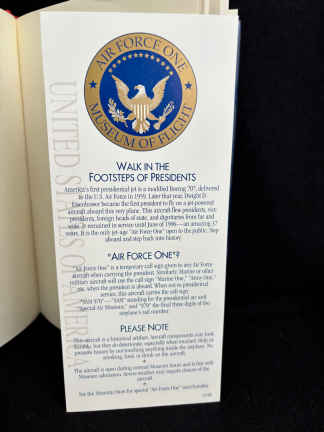 AIR FORCE ONE
MUSEUM OF FLIGHT
UNITED STATES OF AMERICA
WALK IN THE
FOOTSTEPS OF PRESIDENTS
America's first presidential jet is a modified Boeing 707, delivered
to the U.S. Air Force in 1959. Later that year, Dwight D.
Eisenhower became the first president to fly on a jet-powered
aircraft aboard this very plane. This aircraft flew presidents, vice
presidents, foreign heads of state, and dignitaries from far and
wide. It remained in service until June of 1996—an amazing 37
years. It is the only jet-age "Air Force One" open to the public. Step
aboard and step back into history.
"AIR FORCE ONE"?
"Air Force One" is a temporary call sign given to any Air Force
aircraft when carrying the president. Similarly, Marine or other
military aircraft will use the call sign "Marine One," "Army One,"
etc. when the president is aboard. When not on presidential
service, this aircraft carries the call sign
"SAM 970" — "SAM" standing for
"Special Air Missions," and "970" the final three digits of the
airplane's tail number.
PLEASE NOTE
This aircraft is a historical artifact. Aircraft components may look
durable, but they do deteriorate, especially when touched. Help us
preserve history by not touching anything inside the airplane. No
smoking, food, or drink on the aircraft.
The aircraft is open during normal Museum hours and is free with
Museum admission. Severe weather may require closure of the
aircraft.
See the Museum Store for special "Air Force One" merchandise.